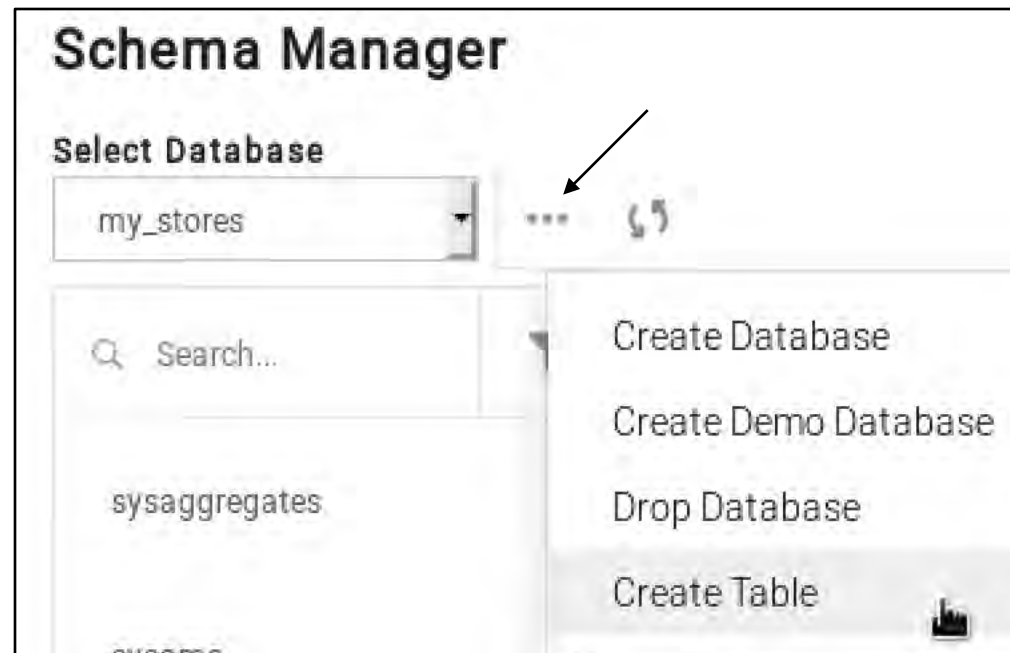 Schema Manager
Select Database
my_stores
Search...
Create Database
Create Demo Database
sysaggregates
Drop Database
Create Table